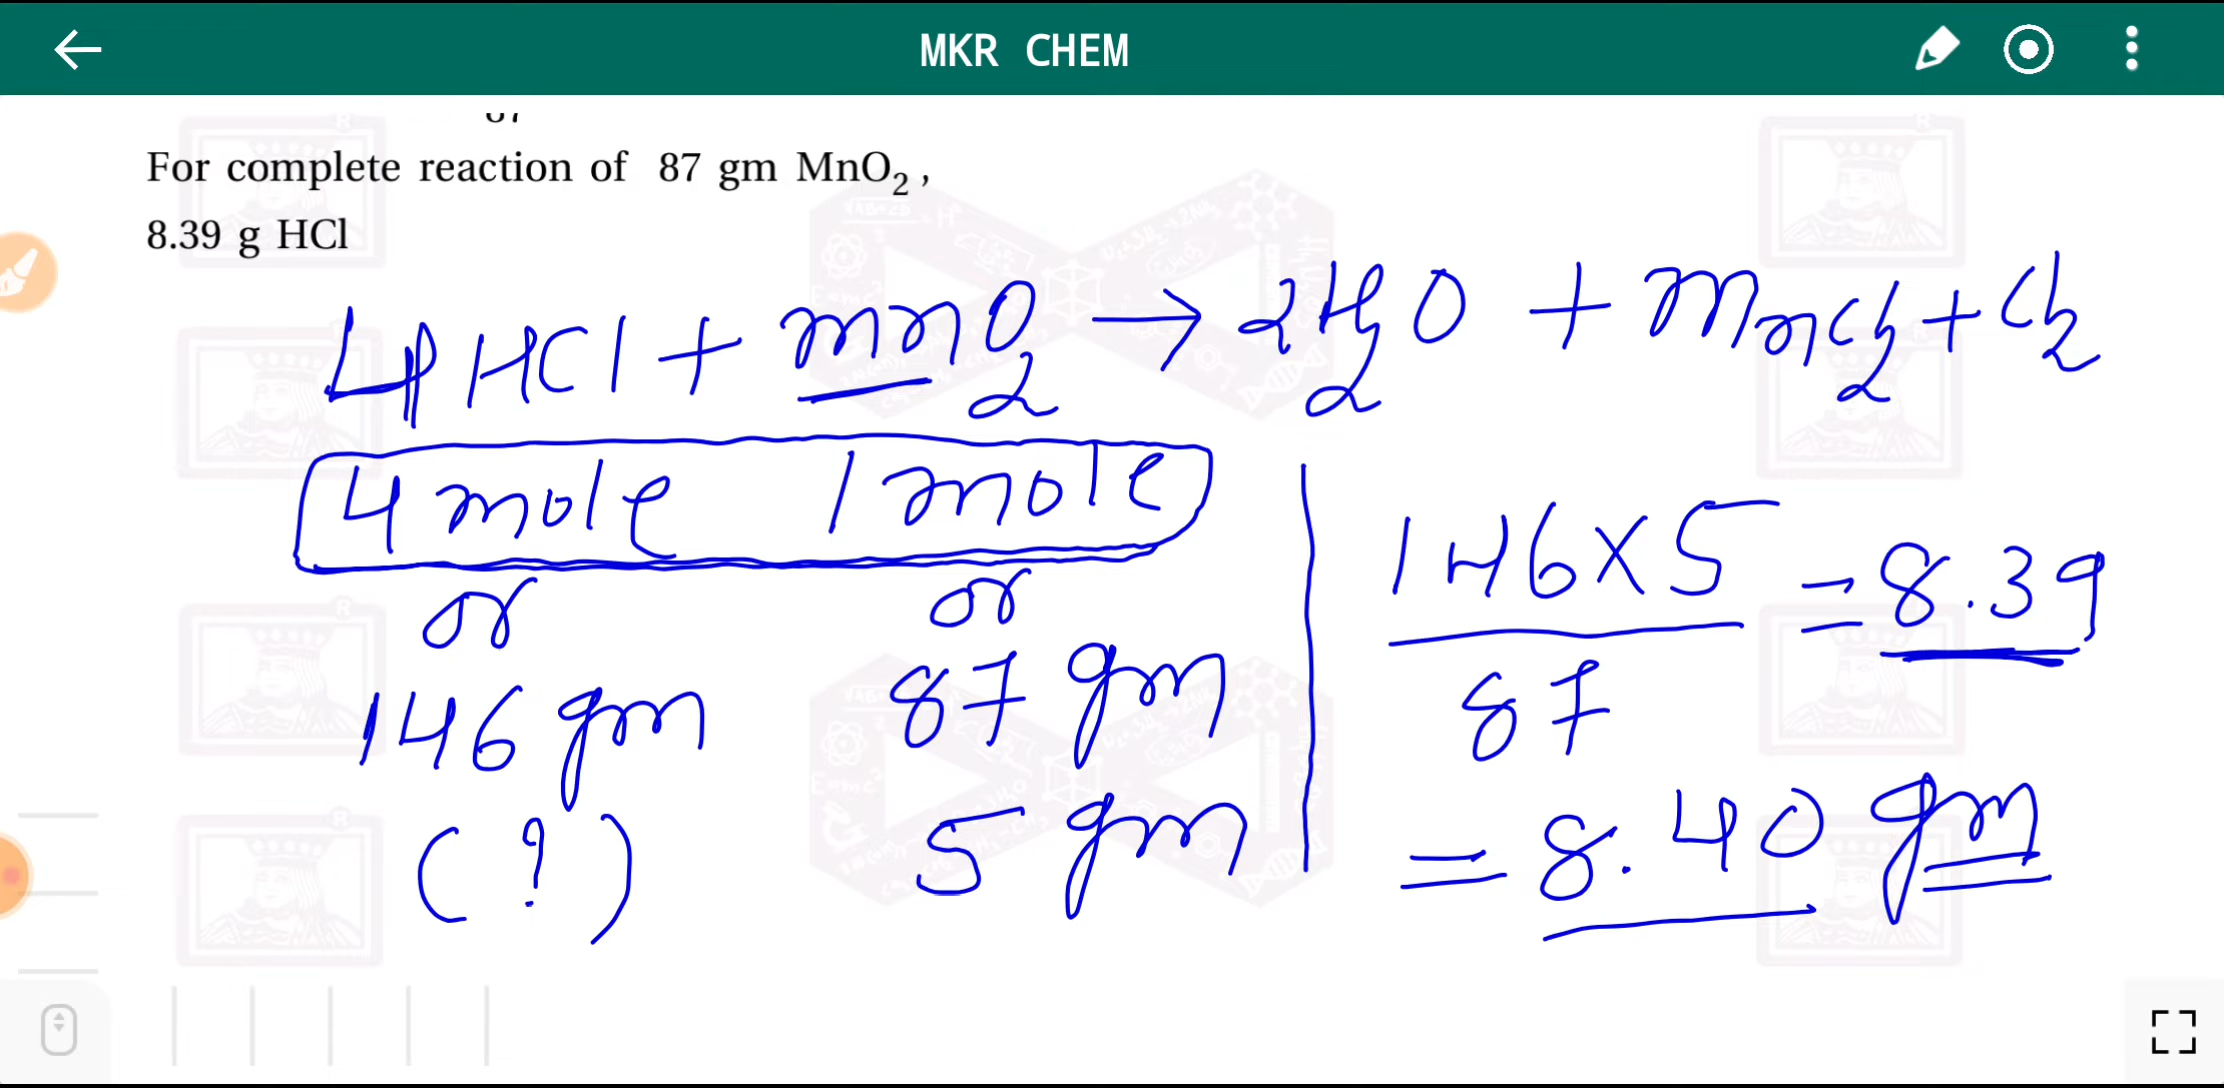 MKR CHEM
For complete reaction of 87 gm MnO₂,
8.39 g HCl
4HCl + mnO₂ → 2H₂O + MnCl₂ + Cl₂
4 mole 1 mole
or or
146 gm 87 gm
(?) 5 gm
146×5
87
= 8.39
= 8.40 gm